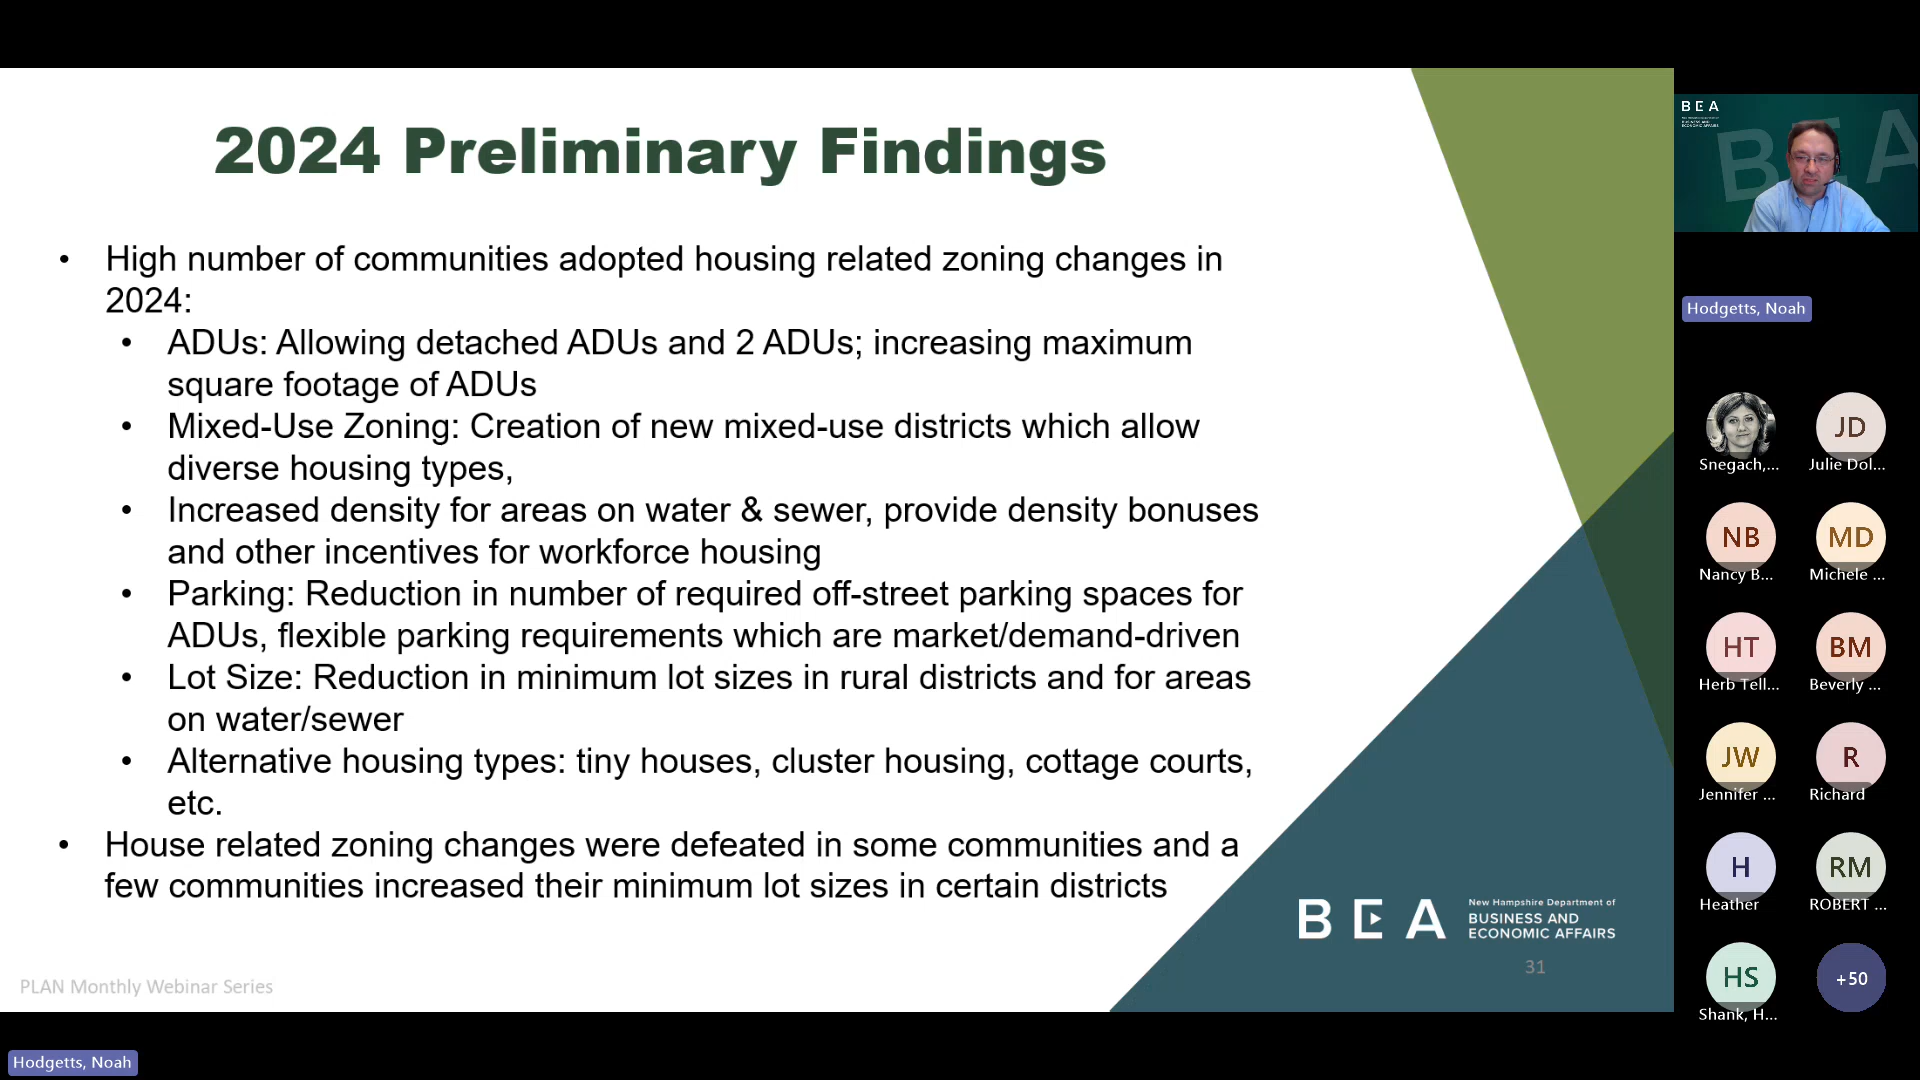 2024 Preliminary Findings
• High number of communities adopted housing related zoning changes in
2024:
• ADUs: Allowing detached ADUs and 2 ADUs; increasing maximum
square footage of ADUs
• Mixed-Use Zoning: Creation of new mixed-use districts which allow
diverse housing types,
• Increased density for areas on water & sewer, provide density bonuses
and other incentives for workforce housing
• Parking: Reduction in number of required off-street parking spaces for
ADUs, flexible parking requirements which are market/demand-driven
• Lot Size: Reduction in minimum lot sizes in rural districts and for areas
on water/sewer
• Alternative housing types: tiny houses, cluster housing, cottage courts,
etc.
• House related zoning changes were defeated in some communities and a
few communities increased their minimum lot sizes in certain districts
BEA
New Hampshire Department of
BUSINESS AND
ECONOMIC AFFAIRS
31
PLAN Monthly Webinar Series
Hodgetts, Noah
BEA
BEA
Hodgetts, Noah
Snegach,...
JD
Julie Dol...
NB
Nancy B...
MD
Michele ...
HT
Herb Tell...
BM
Beverly ...
JW
Jennifer ...
R
Richard
H
Heather
RM
ROBERT ...
HS
Shank, H...
+50